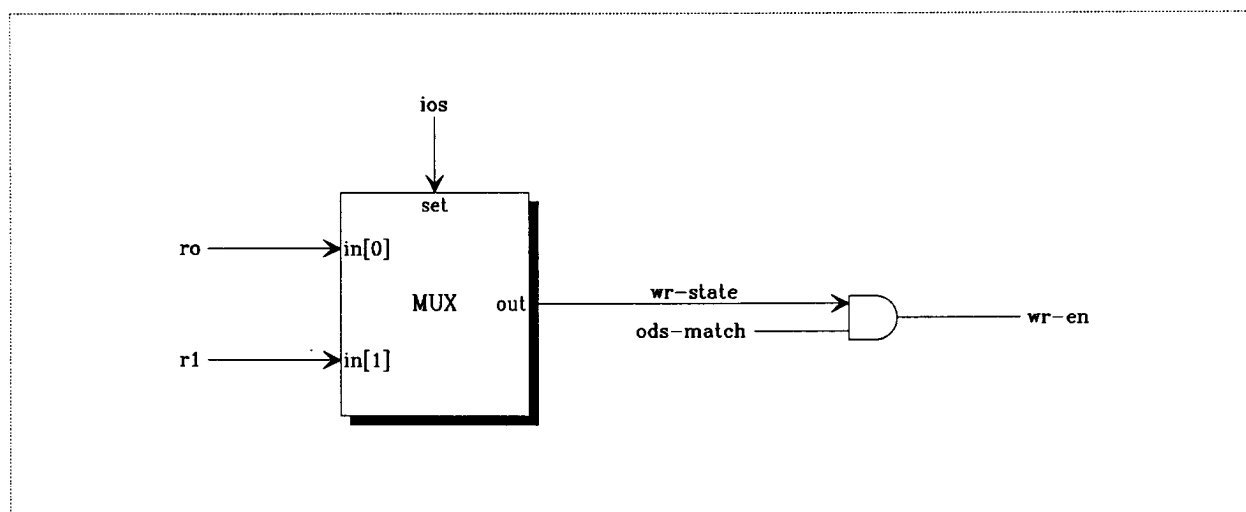 ios
set
ro
in[0]
MUX
out
wr-state
ods-match
wr-en
r1
in[1]